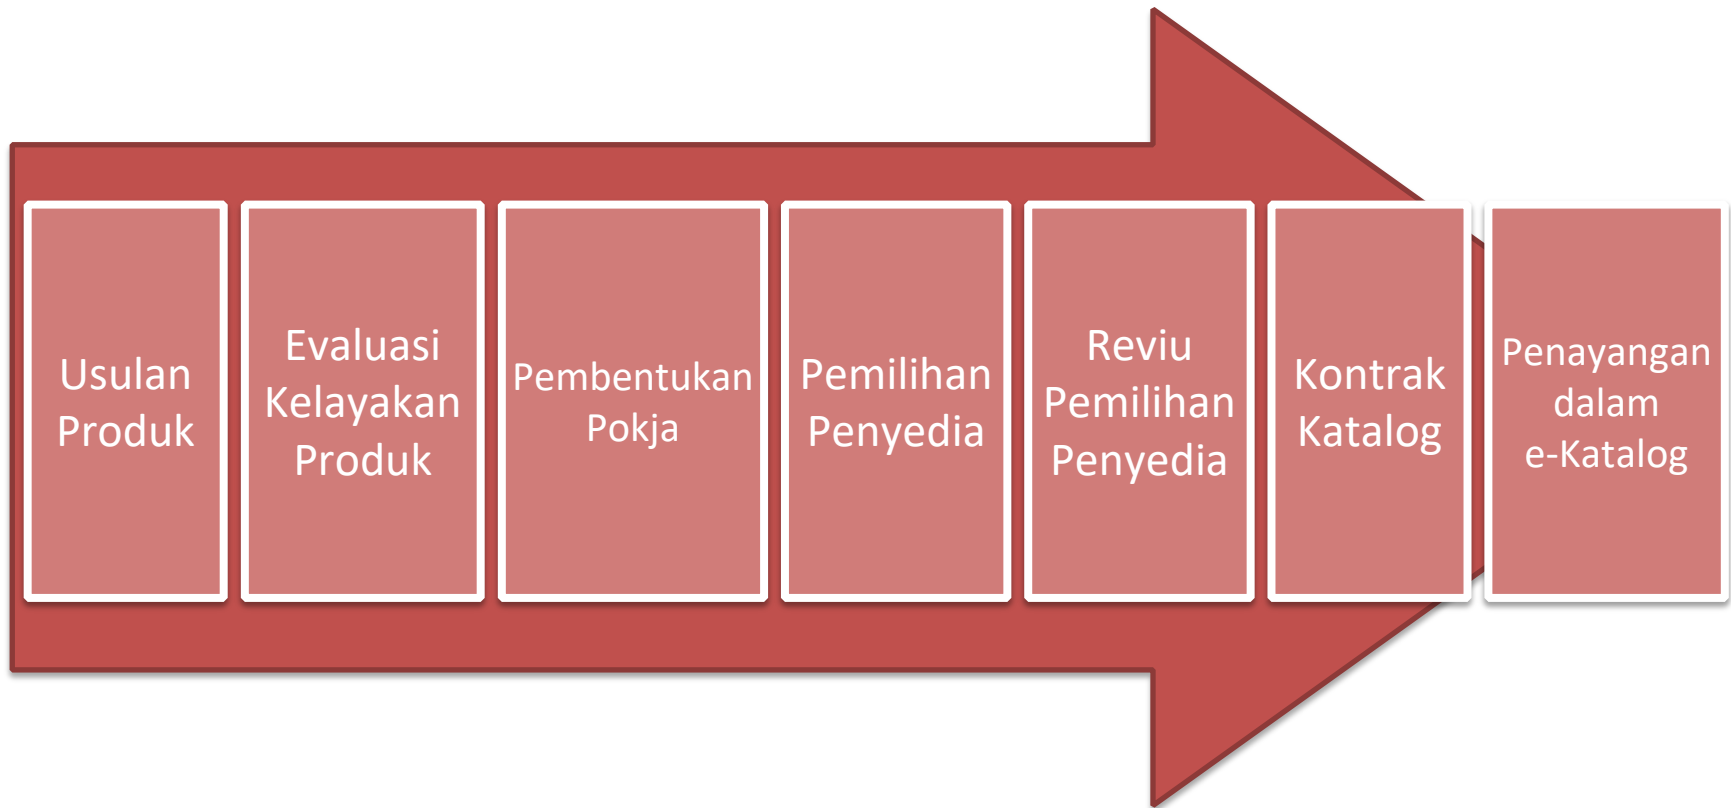 Usulan
Produk
Evaluasi
Kelayakan
Produk
Pembentukan
Pokja
Pemilihan
Penyedia
Reviu
Pemilihan
Penyedia
Kontrak
Katalog
Penayangan
dalam
e-Katalog